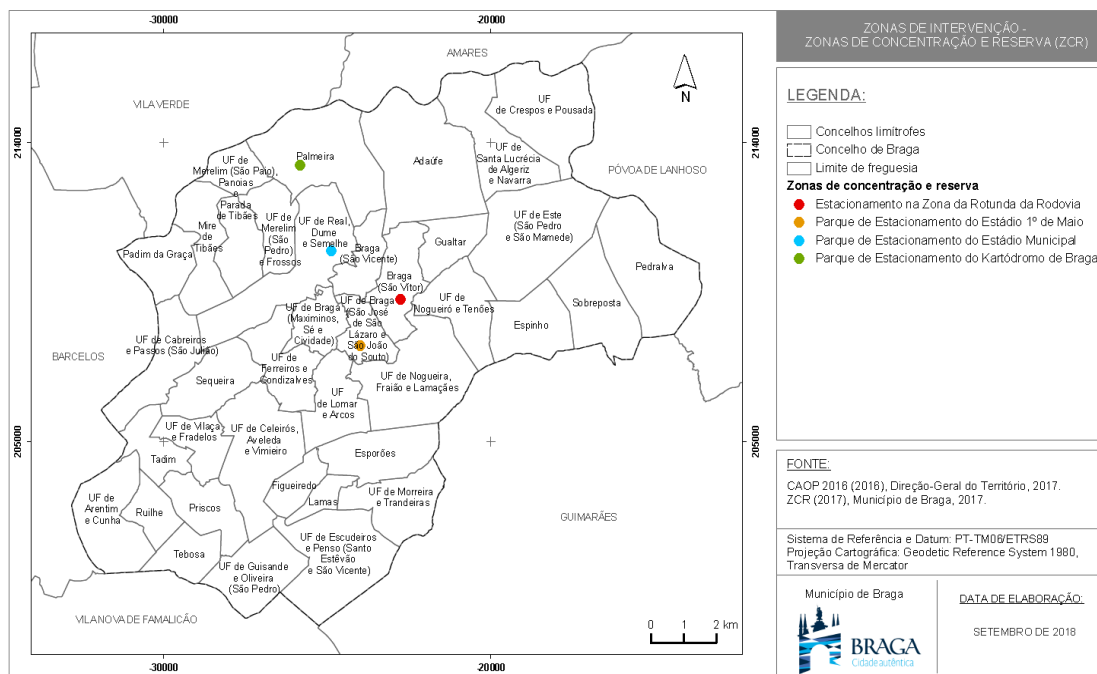 -30000
-20000
AMARES
VILA VERDE
N
214000
214000
UF
de Crespos e Pousada
Palmeira
Adaúfe
UF de
Merelim (São Paio),
Panoias
e
Parada
de Tibães
UF de
Santa Lucrécia
de Algeriz
e Navarra
PÓVOA DE LANHOSO
Mire
de
Tibães
UF de
Merelim
(São
Pedro)
e Frossos
UF de Real,
Dume
e Semelhe
UF de Este
(São Pedro
e São Mamede)
Padim da Graça
Braga
(São Vicente)
Gualtar
Pedralva
Braga
(São Vítor)
UF de
Nogueiró e Tenões
Sobreposta
Espinho
UF de Braga
(Maximinos,
Sé e
Cividade)
UF de Braga
(São José
de São
Lázaro e
São João
do Souto)
UF de Cabreiros
e Passos (São Julião)
BARCELOS
Sequeira
UF de
Ferreiros e
Gondizalves
UF de Nogueira,
Fraião e Lamaçães
UF
de Lomar
e Arcos
UF de Vilaça
e Fradelos
UF de Celeirós,
Aveleda
e Vimieiro
205000
205000
Tadim
Esporões
Figueiredo
UF de
Arentim
e Cunha
Ruilhe
Priscos
Lamas
UF de Morreira
e Trandeiras
GUIMARÃES
Tebosa
UF de Escudeiros
e Penso (Santo
Estêvão
e São Vicente)
UF de Guisande
e Oliveira
(São Pedro)
VILA NOVA DE FAMALICÃO
0 1 2 km
-30000
-20000
ZONAS DE INTERVENÇÃO -
ZONAS DE CONCENTRAÇÃO E RESERVA (ZCR)
LEGENDA:
Concelhos limítrofes
Concelho de Braga
Limite de freguesia
Zonas de concentração e reserva
Estacionamento na Zona da Rotunda da Rodovia
Parque de Estacionamento do Estádio 1º de Maio
Parque de Estacionamento do Estádio Municipal
Parque de Estacionamento do Kartódromo de Braga
FONTE:
CAOP 2016 (2016), Direção-Geral do Território, 2017.
ZCR (2017), Município de Braga, 2017.
Sistema de Referência e Datum: PT-TM06/ETRS89
Projeção Cartográfica: Geodetic Reference System 1980,
Transversa de Mercator
Município de Braga
BRAGA
Cidade autêntica
DATA DE ELABORAÇÃO:
SETEMBRO DE 2018